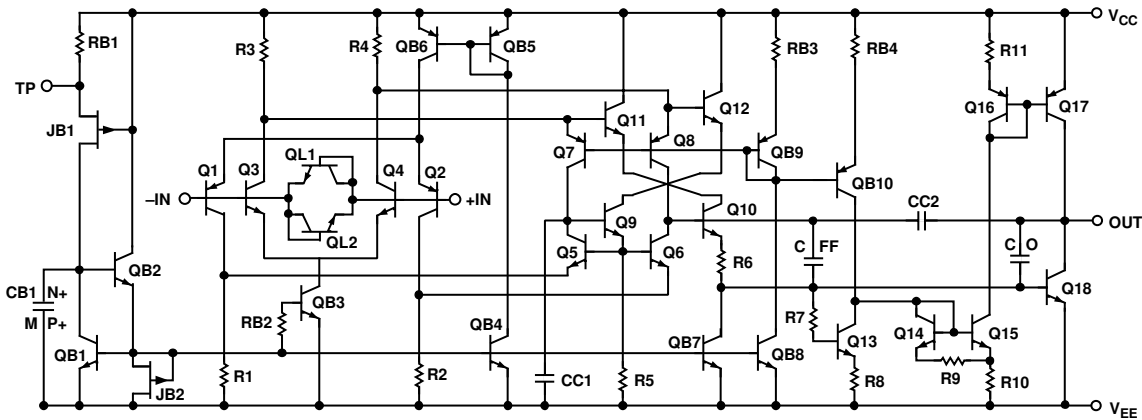 V_CC
RB1
R3
R4
QB6
QB5
RB3
RB4
R11
TP
JB1
Q11
Q12
Q16
Q17
Q1
Q3
QL1
Q4
Q2
Q7
Q8
QB9
QB10
–IN
+IN
QL2
Q9
Q10
CC2
OUT
QB2
Q5
Q6
R6
C FF
C O
CB1 N+
M P+
RB2
QB3
Q18
R7
Q13
Q14
Q15
QB1
JB2
R1
R2
QB4
CC1
R5
QB7
QB8
R8
R9
R10
V_EE